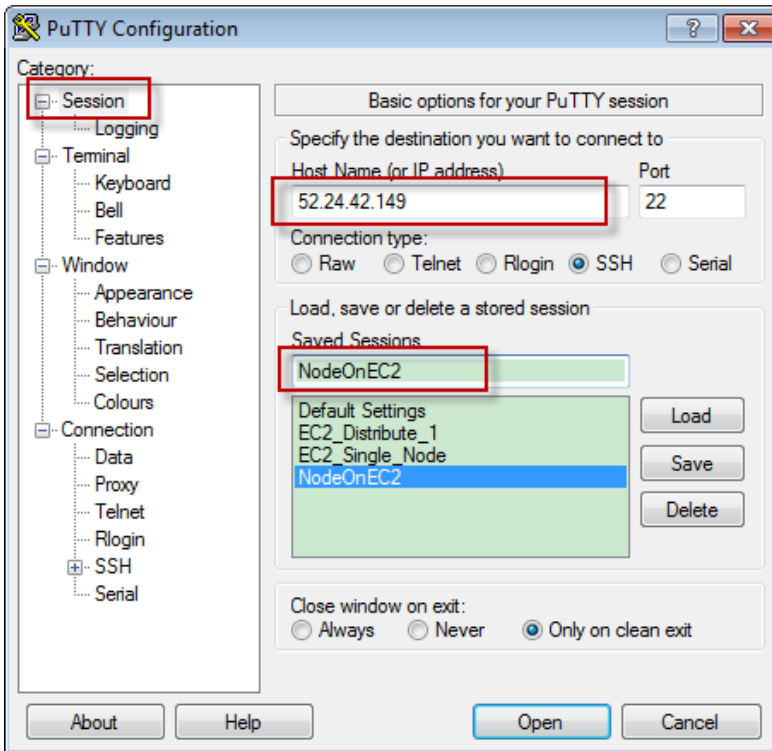 PuTTY Configuration
Category:
Session
Logging
Terminal
Keyboard
Bell
Features
Window
Appearance
Behaviour
Translation
Selection
Colours
Connection
Data
Proxy
Telnet
Rlogin
SSH
Serial
Basic options for your PuTTY session
Specify the destination you want to connect to
Host Name (or IP address) Port
52.24.42.149 22
Connection type:
Raw Telnet Rlogin SSH Serial
Load, save or delete a stored session
Saved Sessions
NodeOnEC2
Default Settings
EC2_Distribute_1
EC2_Single_Node
NodeOnEC2
Load
Save
Delete
Close window on exit:
Always Never Only on clean exit
About Help Open Cancel